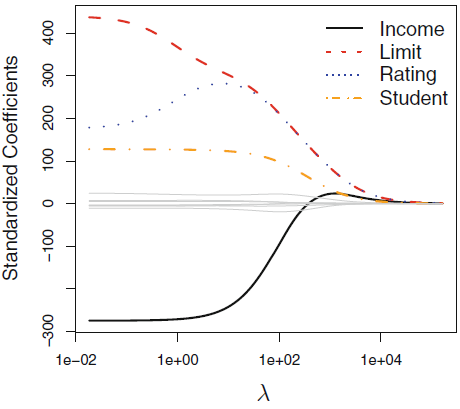 Standardized Coefficients
400
300
200
100
0
-100
-300
Income
Limit
Rating
Student
1e-02 1e+00 1e+02 1e+04
λ